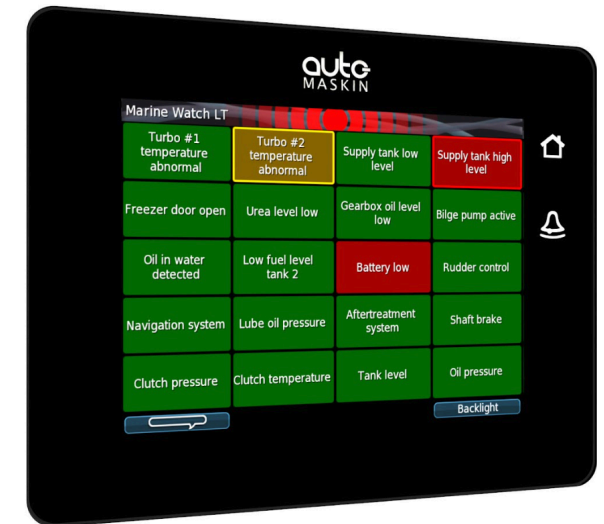 auto
MASKIN
Marine Watch LT
Turbo #1
temperature
abnormal
Turbo #2
temperature
abnormal
Supply tank low
level
Supply tank high
level
Freezer door open
Urea level low
Gearbox oil level
low
Bilge pump active
Oil in water
detected
Low fuel level
tank 2
Battery low
Rudder control
Navigation system
Lube oil pressure
Aftertreatment
system
Shaft brake
Clutch pressure
Clutch temperature
Tank level
Oil pressure
Backlight